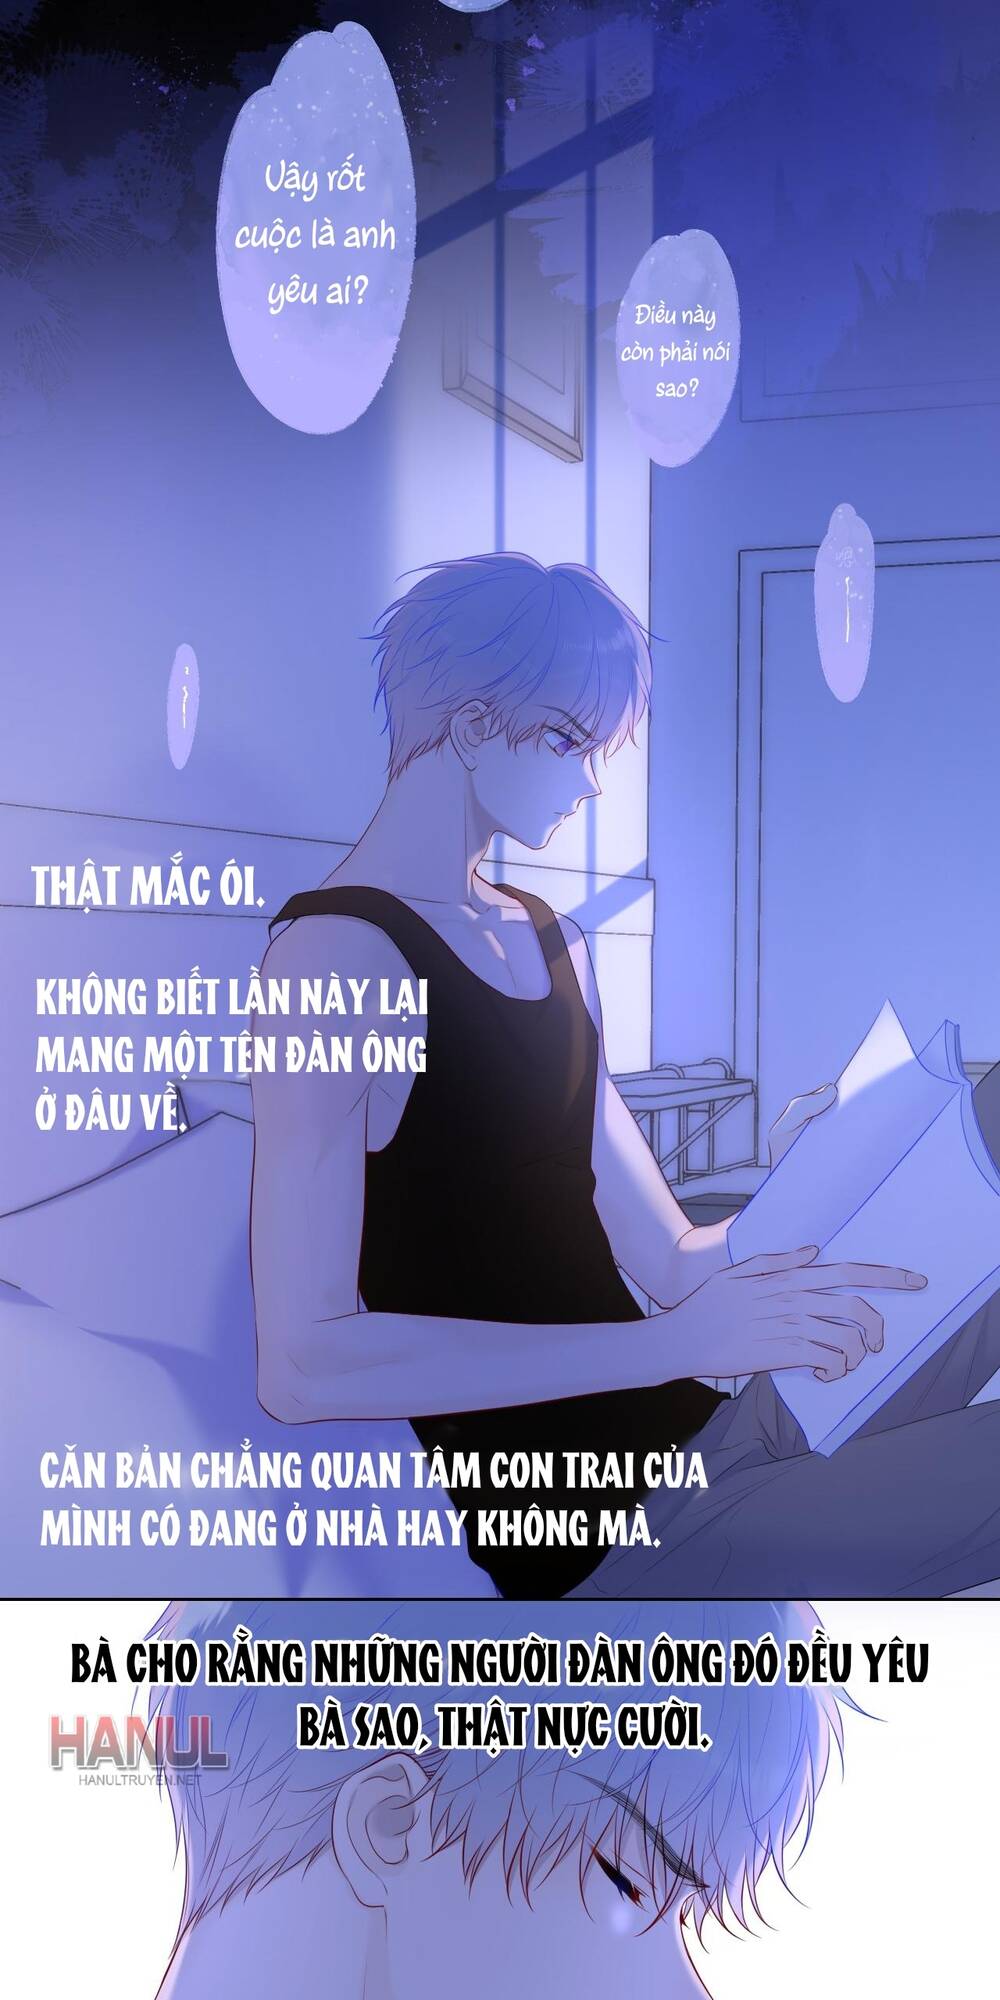 Vậy rốt
cuộc là anh
yêu ai?
Điều này
còn phải nói
sao?
嗯
THẬT MẮC ÓI.
KHÔNG BIẾT LẦN NÀY LẠI
MANG MỘT TÊN ĐÀN ÔNG
Ở ĐÂU VỀ.
CĂN BẢN CHẲNG QUAN TÂM CON TRAI CỦA
MÌNH CÓ ĐANG Ở NHÀ HAY KHÔNG MÀ.
BÀ CHO RẰNG NHỮNG NGƯỜI ĐÀN ÔNG ĐÓ ĐỀU YÊU
BÀ SAO, THẬT NỰC CƯỜI.
HANUL
HANULTRUYEN.NET